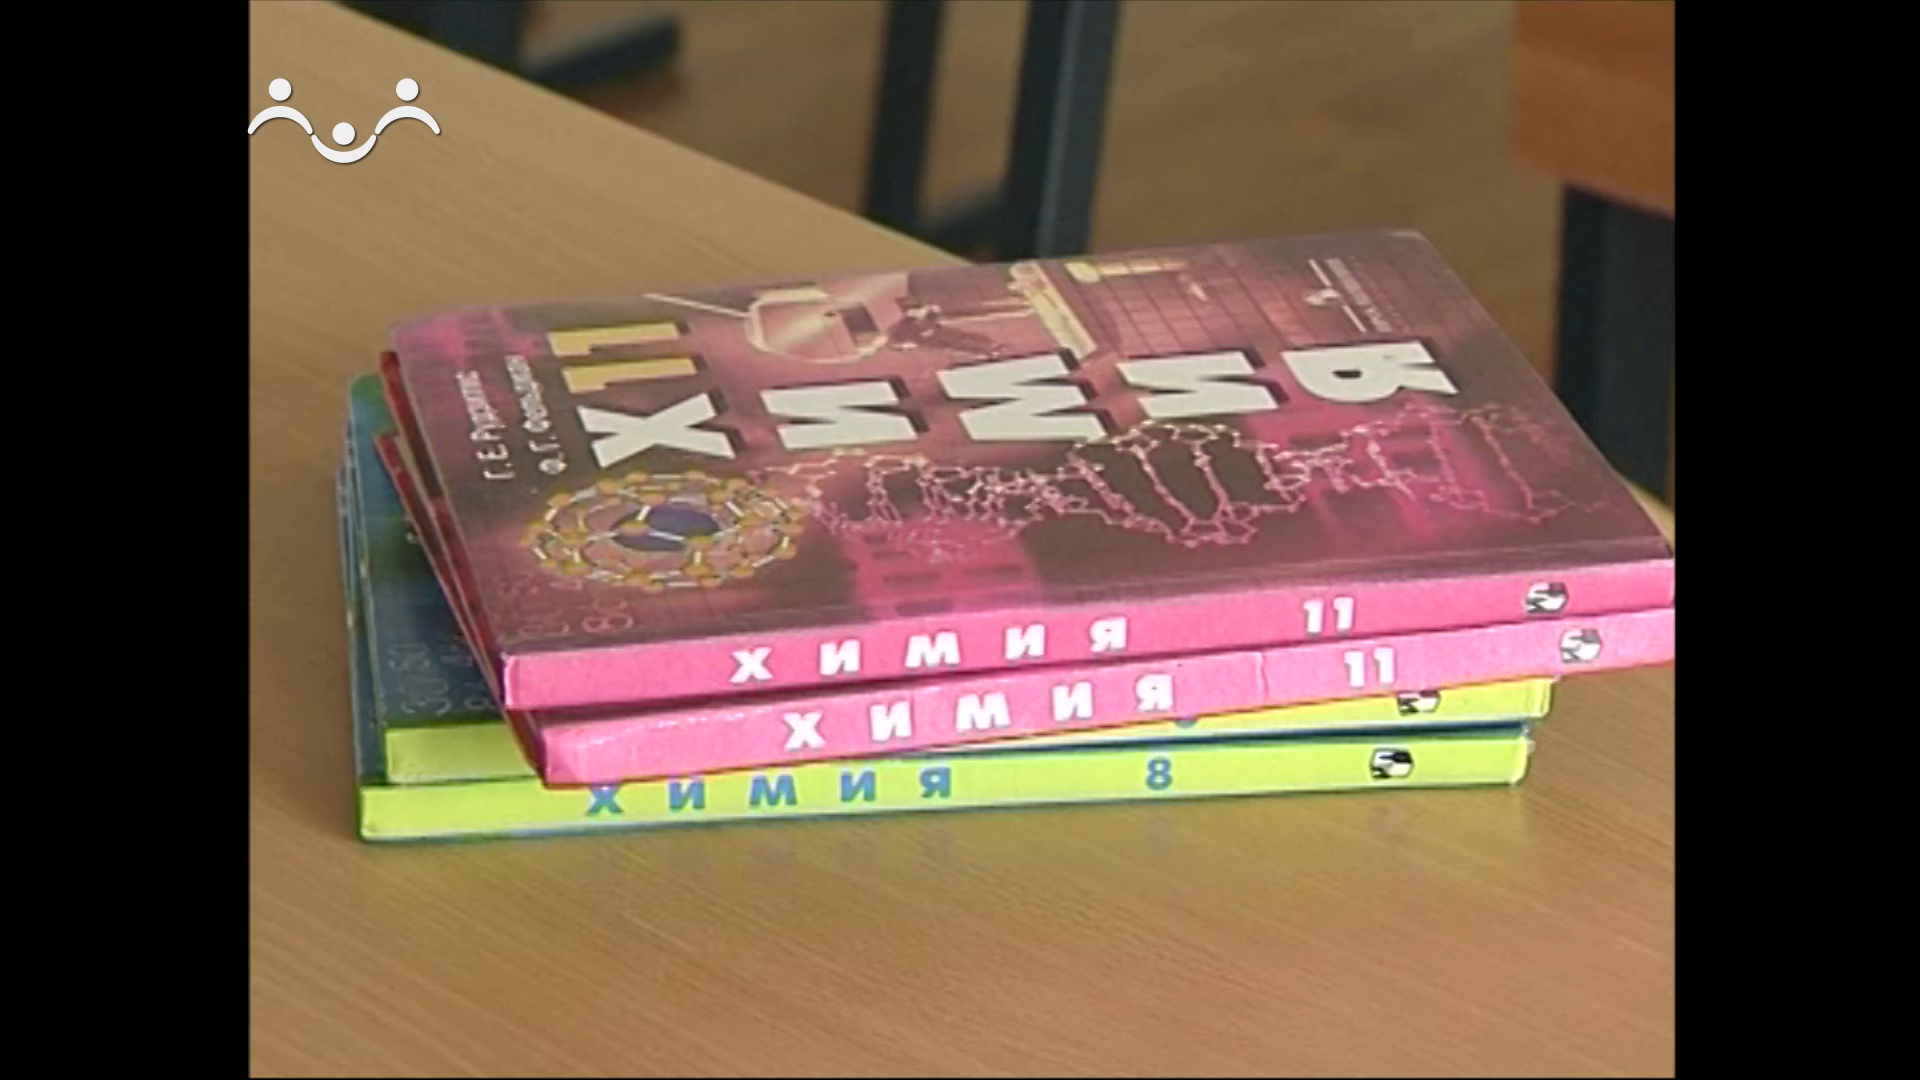 Г.Е. Рудзитис
Ф.Г. Фельдман
ХИМИЯ
11
ХИМИЯ 11
ХИМИЯ 11
ХИМИЯ 8